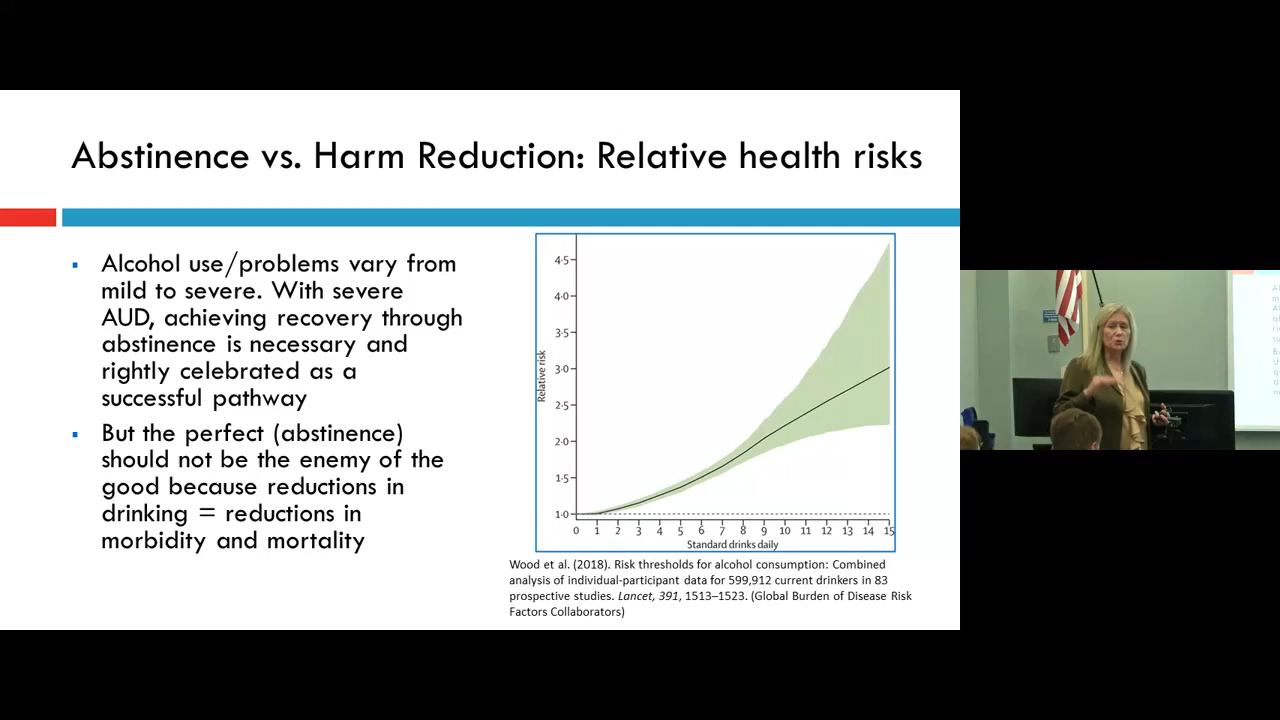 Abstinence vs. Harm Reduction: Relative health risks
▪ Alcohol use/problems vary from
mild to severe. With severe
AUD, achieving recovery through
abstinence is necessary and
rightly celebrated as a
successful pathway
▪ But the perfect (abstinence)
should not be the enemy of the
good because reductions in
drinking = reductions in
morbidity and mortality
Relative risk
4·5
4·0
3·5
3·0
2·5
2·0
1·5
1·0
0 1 2 3 4 5 6 7 8 9 10 11 12 13 14 15
Standard drinks daily
Wood et al. (2018). Risk thresholds for alcohol consumption: Combined
analysis of individual-participant data for 599,912 current drinkers in 83
prospective studies. Lancet, 391, 1513–1523. (Global Burden of Disease Risk
Factors Collaborators)